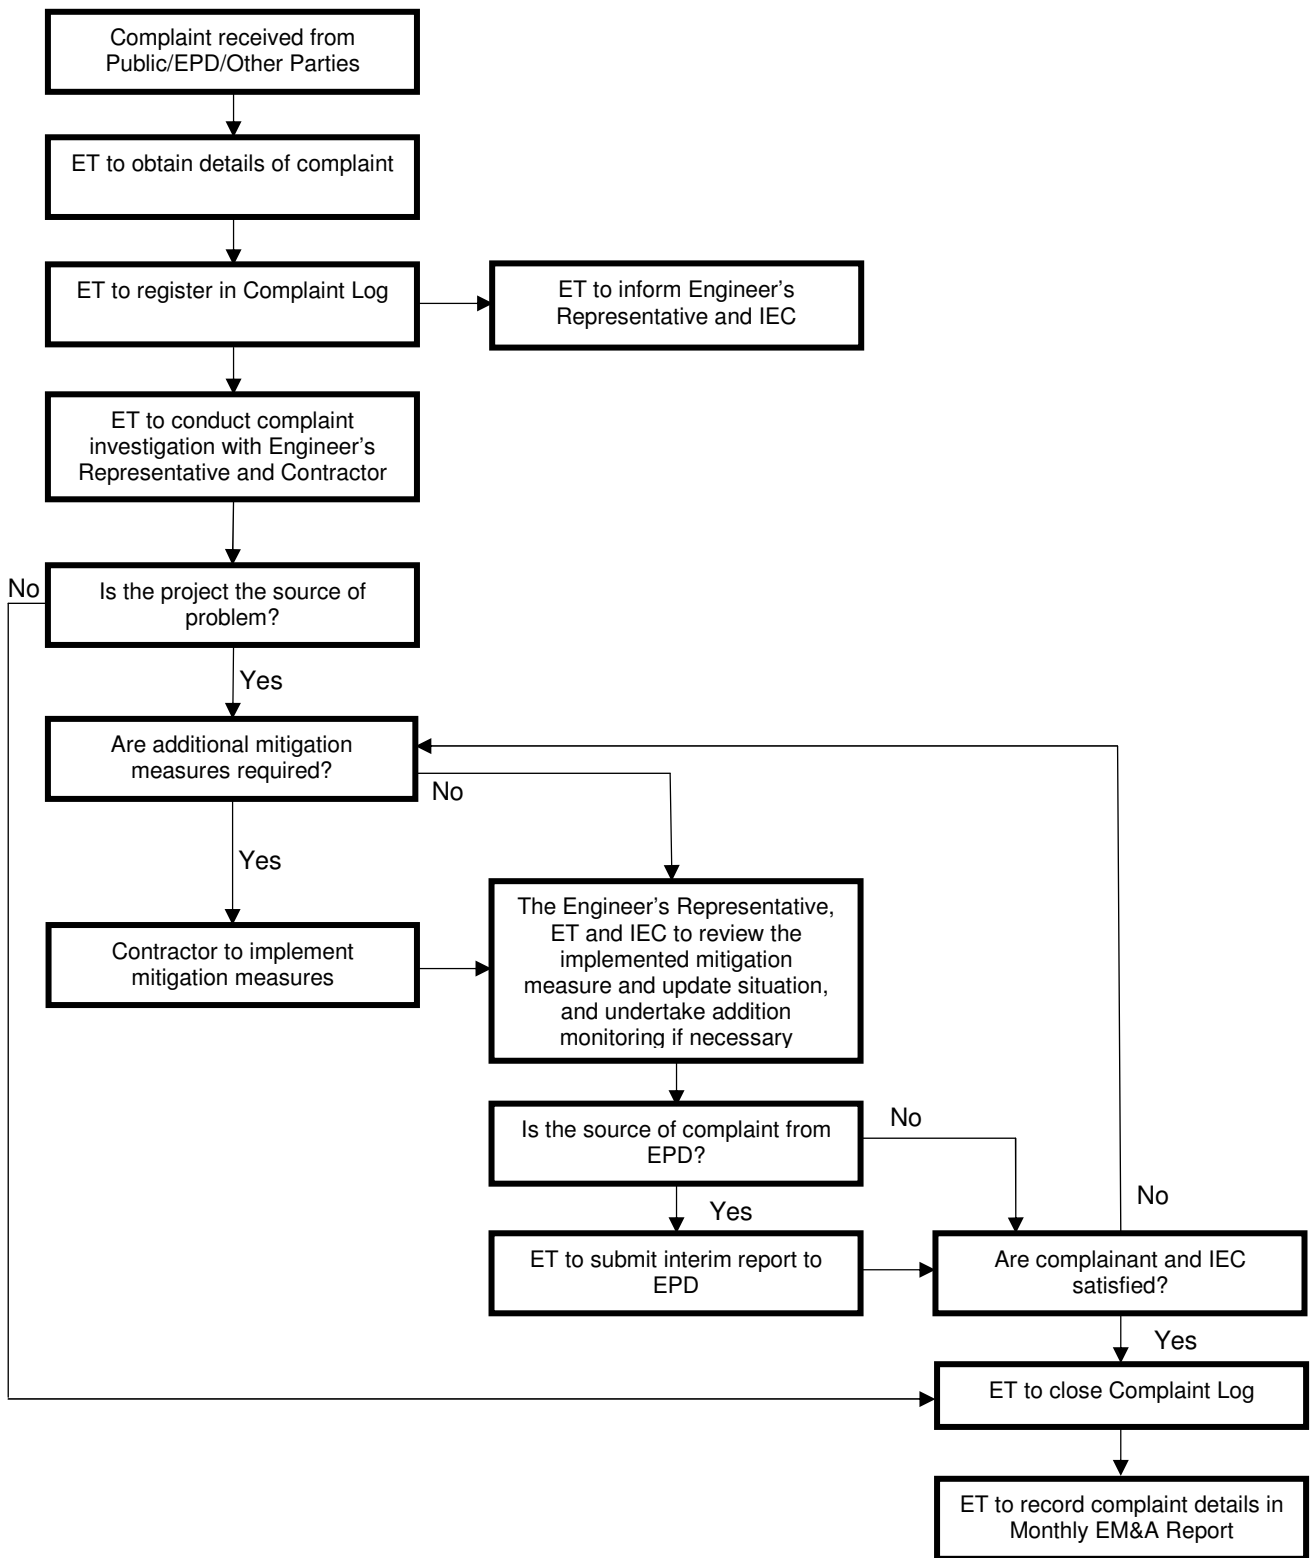 Complaint received from
Public/EPD/Other Parties
ET to obtain details of complaint
ET to register in Complaint Log
ET to inform Engineer's
Representative and IEC
ET to conduct complaint
investigation with Engineer's
Representative and Contractor
No
Is the project the source of
problem?
Yes
Are additional mitigation
measures required?
No
Yes
Contractor to implement
mitigation measures
The Engineer's Representative,
ET and IEC to review the
implemented mitigation
measure and update situation,
and undertake addition
monitoring if necessary
Is the source of complaint from
EPD?
No
Yes
No
ET to submit interim report to
EPD
Are complainant and IEC
satisfied?
Yes
ET to close Complaint Log
ET to record complaint details in
Monthly EM&A Report